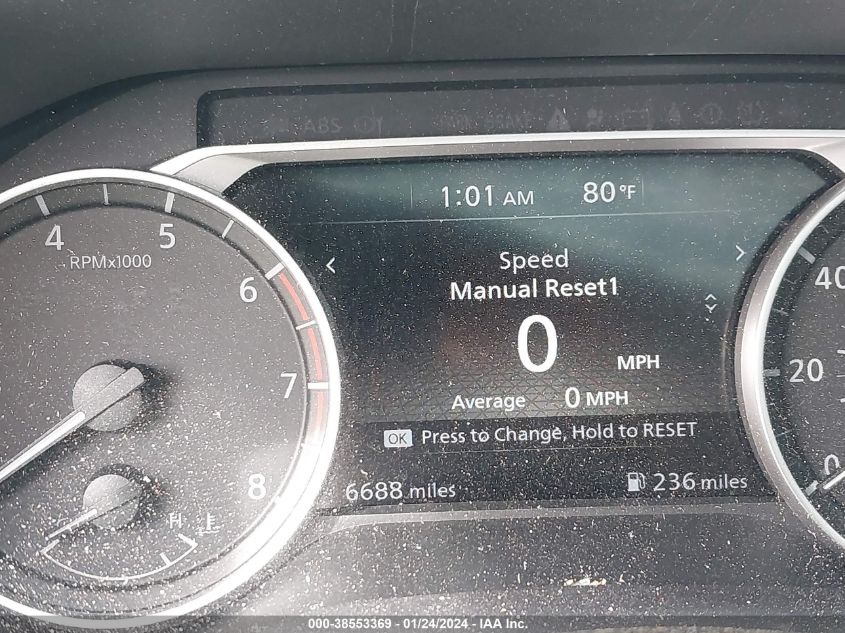 ABS
1:01 AM 80°F
4 5 6 7 8
RPMx1000
Speed
Manual Reset1
0 MPH
Average 0 MPH
OK Press to Change, Hold to RESET
6688 miles 236 miles
H
40
20
0
000-38553369 - 01/24/2024 - IAA Inc.